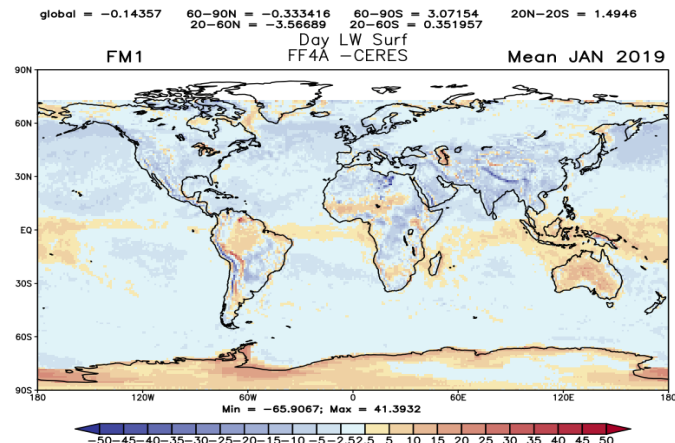 global = -0.14357 60-90N = -0.333416 60-90S = 3.07154 20N-20S = 1.4946
20-60N = -3.56689 20-60S = 0.351957
Day LW Surf
FM1 FF4A -CERES Mean JAN 2019
90N
60N
30N
EQ
30S
60S
90S
180 120W 60W 0 60E 120E 180
Min = -65.9067; Max = 41.3932
-50-45-40-35-30-25-20-15-10-5-2.52.5 5 10 15 20 25 30 35 40 45 50